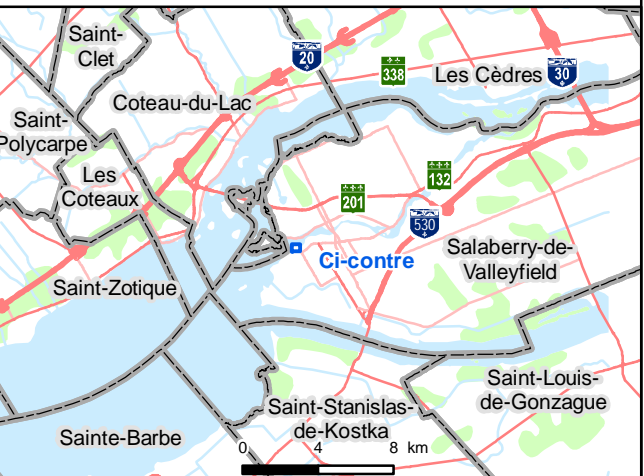 Saint-
Clet
20
338
Les Cèdres
30
Coteau-du-Lac
Saint-
Polycarpe
Les
Coteaux
132
201
530
Ci-contre
Salaberry-de-
Valleyfield
Saint-Zotique
Saint-Louis-
de-Gonzague
Saint-Stanislas-
de-Kostka
Sainte-Barbe
0 4 8 km